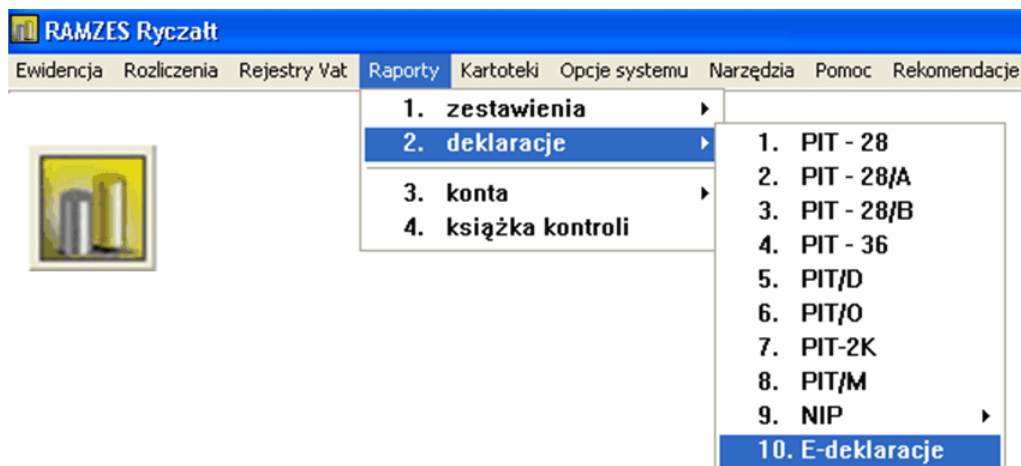 RAMZES Ryczałt
Ewidencja Rozliczenia Rejestry Vat Raporty Kartoteki Opcje systemu Narzędzia Pomoc Rekomendacje
1. zestawienia
2. deklaracje
3. konta
4. książka kontroli
1. PIT - 28
2. PIT - 28/A
3. PIT - 28/B
4. PIT - 36
5. PIT/D
6. PIT/O
7. PIT-2K
8. PIT/M
9. NIP
10. E-deklaracje